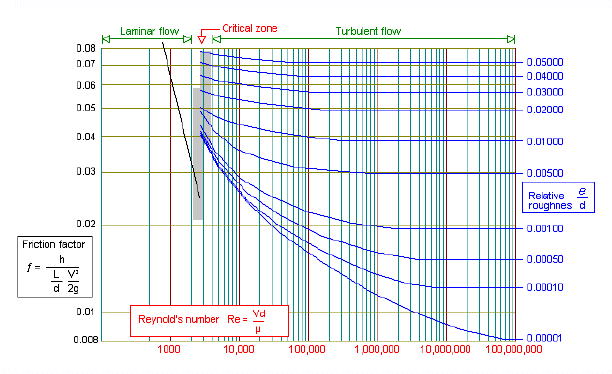 Laminar flow
Critical zone
Turbulent flow
0.08
0.07
0.06
0.05
0.04
0.03
0.02
0.01
0.008
0.05000
0.04000
0.03000
0.02000
0.01000
0.00500
0.00100
0.00050
0.00010
0.00001
Relative e/d
roughnes
Friction factor
f = h
L V²
d 2g
Reynold's number Re = Vd
μ
1000
10,000
100,000
1,000,000
10,000,000
100,000,000